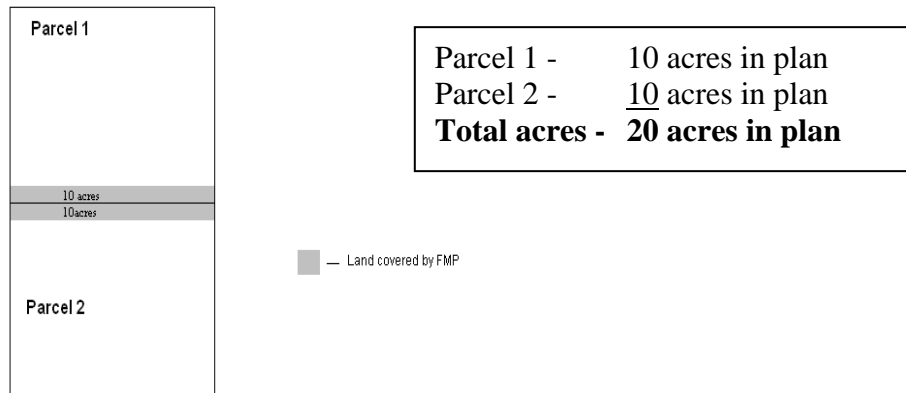 Parcel 1
Parcel 1 - 10 acres in plan
Parcel 2 - 10 acres in plan
Total acres - 20 acres in plan
10 acres
10acres
— Land covered by FMP
Parcel 2